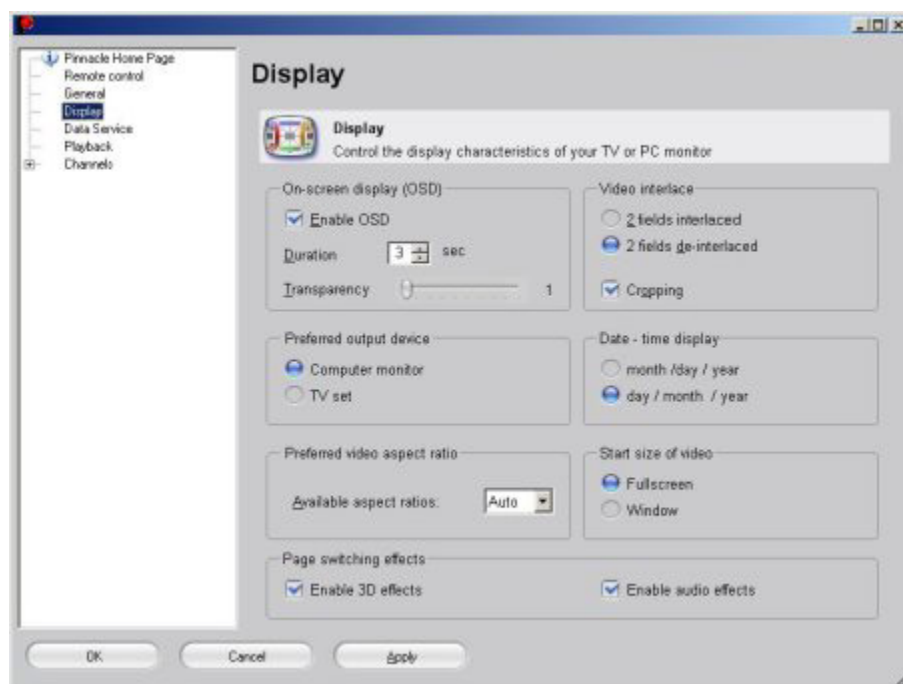 Pinnacle Home Page
Remote control
General
Display
Data Service
Playback
Channels
Display
Display
Control the display characteristics of your TV or PC monitor
On-screen display (OSD)
Enable OSD
Duration 3 sec
Transparency 1
Video interlace
2 fields interlaced
2 fields de-interlaced
Cropping
Preferred output device
Computer monitor
TV set
Date - time display
month /day / year
day / month / year
Preferred video aspect ratio
Available aspect ratios: Auto
Start size of video
Fullscreen
Window
Page switching effects
Enable 3D effects Enable audio effects
OK Cancel Apply